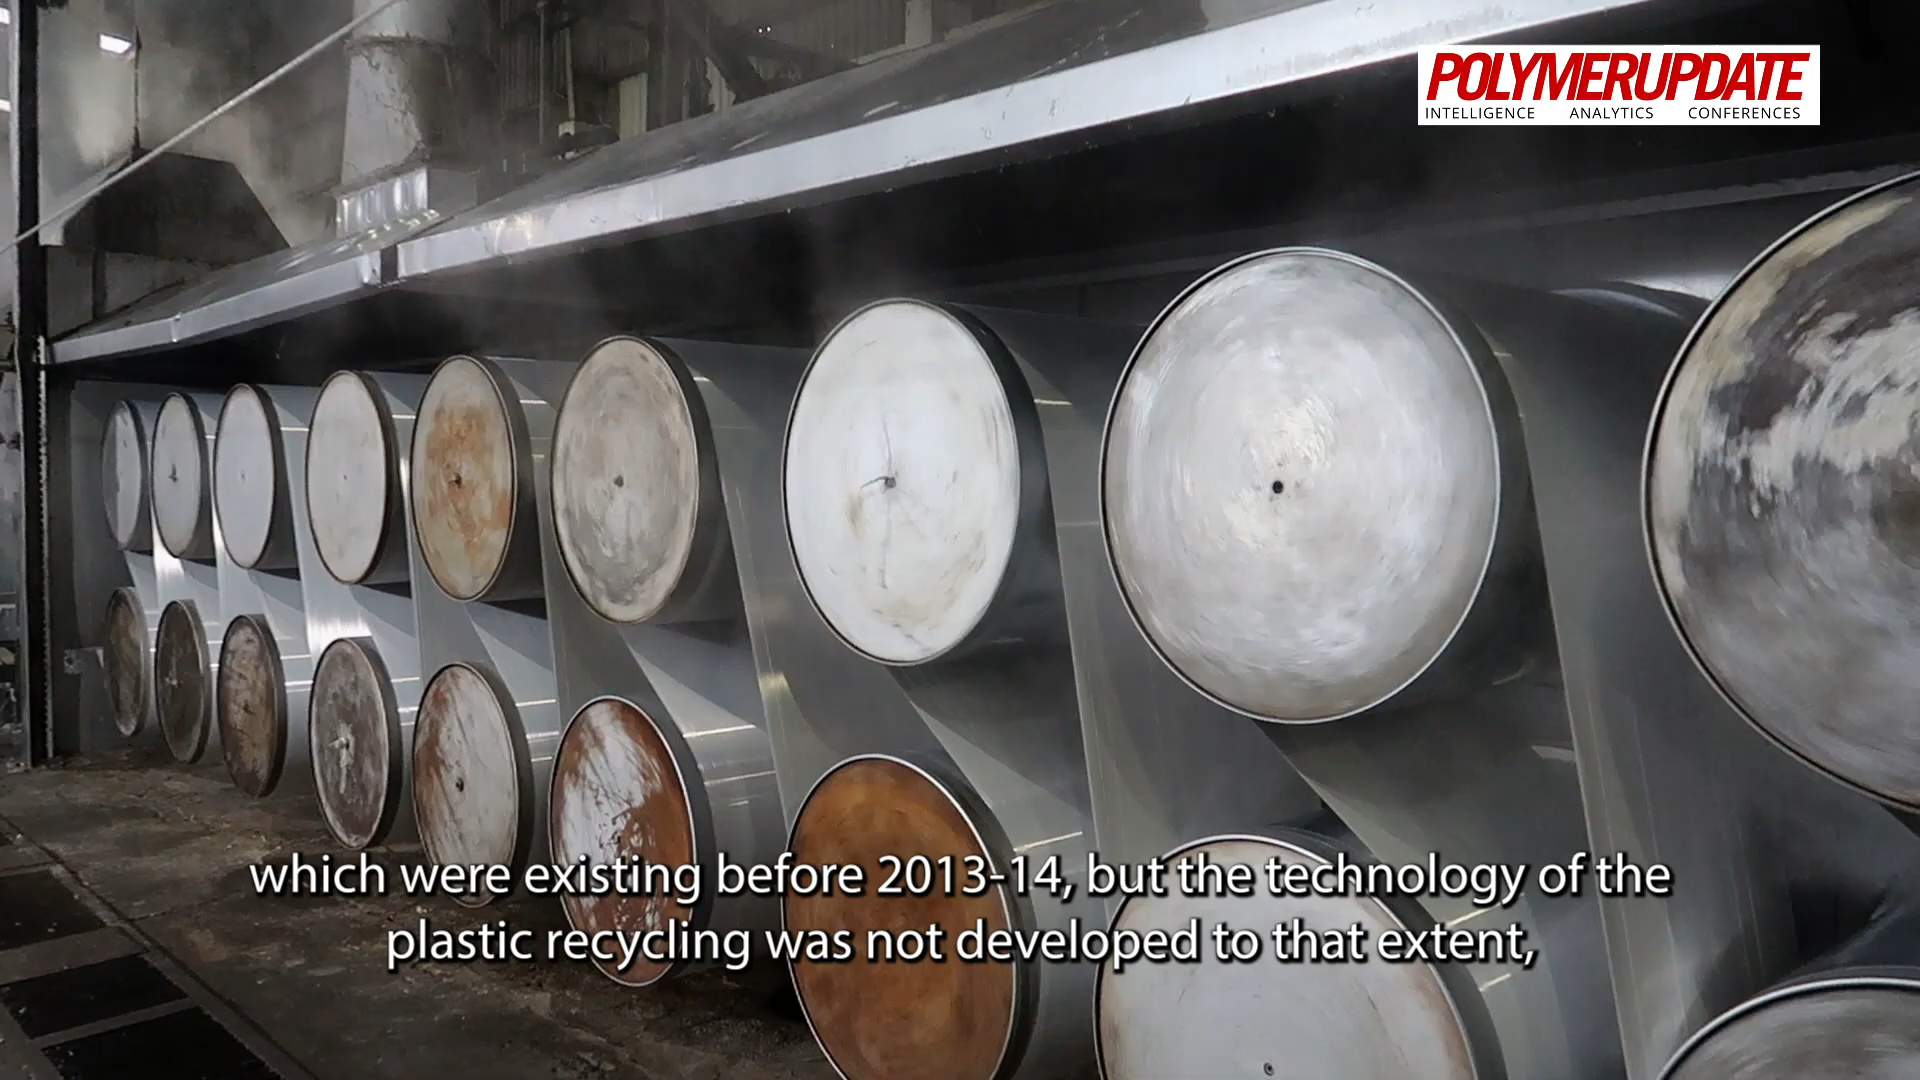 POLYMERUPDATE
INTELLIGENCE ANALYTICS CONFERENCES
which were existing before 2013-14, but the technology of the
plastic recycling was not developed to that extent,